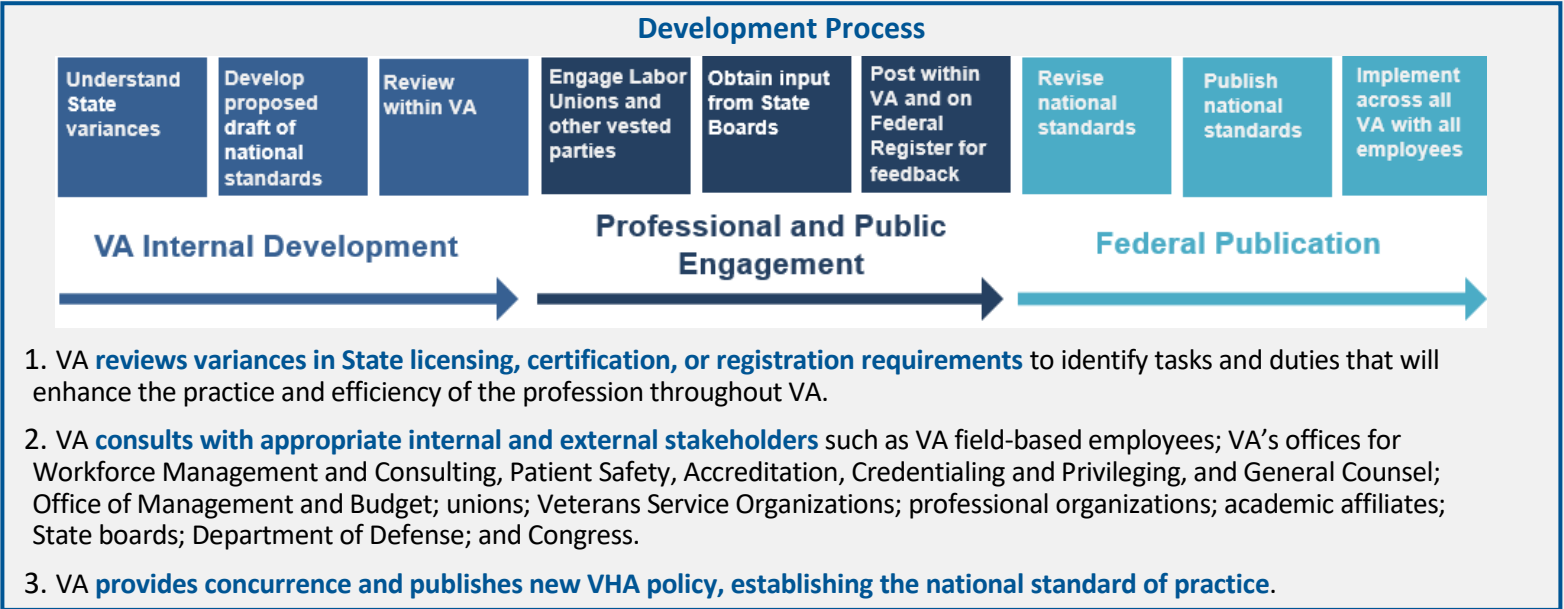 Development Process
Understand
State
variances
Develop
proposed
draft of
national
standards
Review
within VA
Engage Labor
Unions and
other vested
parties
Obtain input
from State
Boards
Post within
VA and on
Federal
Register for
feedback
Revise
national
standards
Publish
national
standards
Implement
across all
VA with all
employees
VA Internal Development
Professional and Public
Engagement
Federal Publication
1. VA reviews variances in State licensing, certification, or registration requirements to identify tasks and duties that will
enhance the practice and efficiency of the profession throughout VA.
2. VA consults with appropriate internal and external stakeholders such as VA field-based employees; VA’s offices for
Workforce Management and Consulting, Patient Safety, Accreditation, Credentialing and Privileging, and General Counsel;
Office of Management and Budget; unions; Veterans Service Organizations; professional organizations; academic affiliates;
State boards; Department of Defense; and Congress.
3. VA provides concurrence and publishes new VHA policy, establishing the national standard of practice.